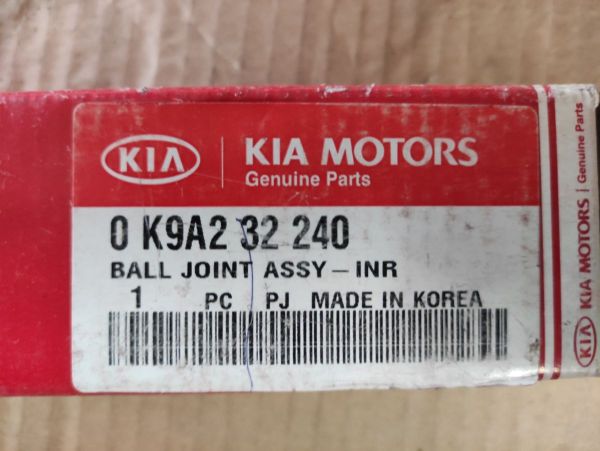 KIA
KIA MOTORS
Genuine Parts
0 K9A2 32 240
BALL JOINT ASSY-INR
1 PC PJ MADE IN KOREA
KIA
KIA MOTORS
Genuine Parts